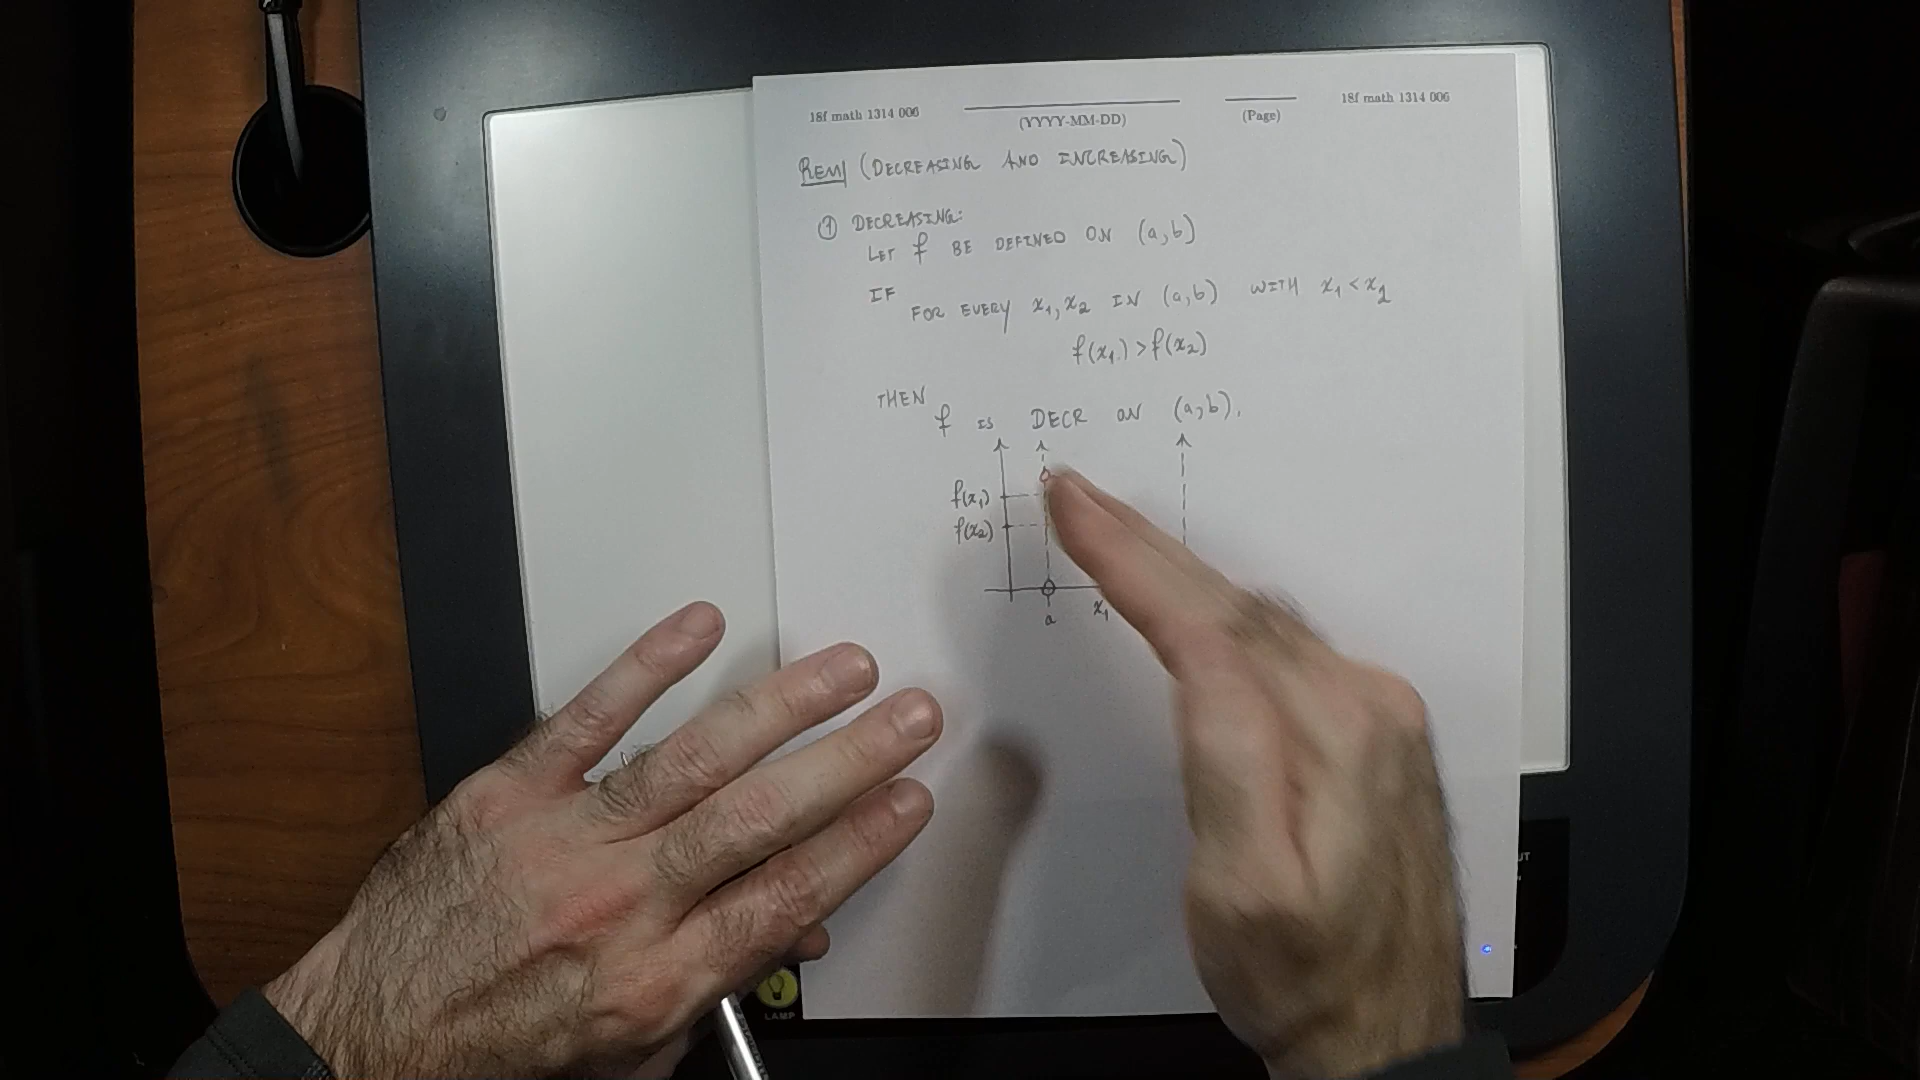 18f math 1314 006 (YYYY-MM-DD) (Page) 18f math 1314 006
REM (DECREASING AND INCREASING)
① DECREASING:
LET f BE DEFINED ON (a,b)
IF
FOR EVERY x₁, x₂ IN (a,b) WITH x₁ < x₂
f(x₁) > f(x₂)
THEN
f IS DECR ON (a,b).
f(x₁)
f(x₂)
a x₁
LAMP